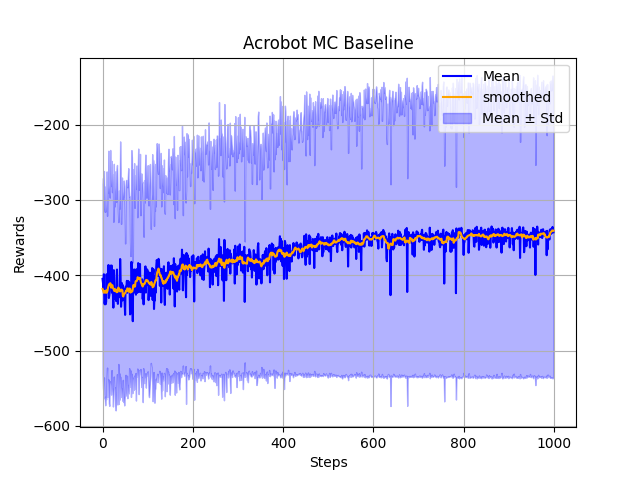 Acrobot MC Baseline
Mean
smoothed
Mean ± Std
Rewards
−200
−300
−400
−500
−600
0 200 400 600 800 1000
Steps